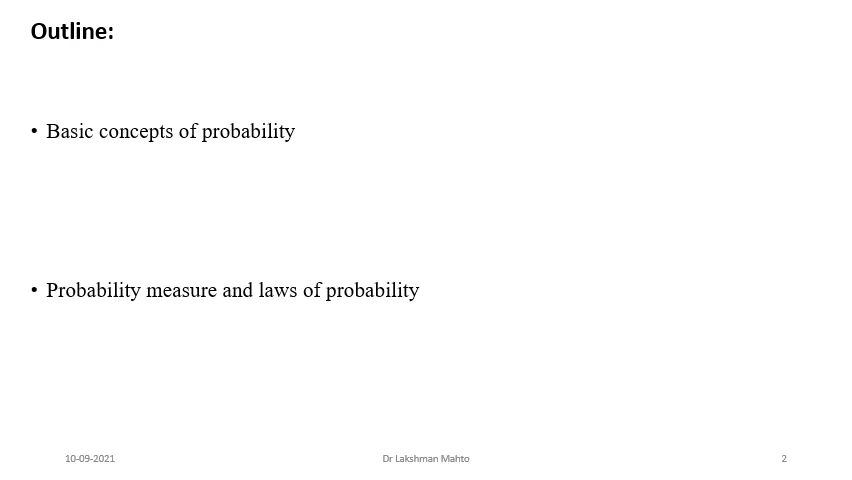 Outline:
• Basic concepts of probability
• Probability measure and laws of probability
10-09-2021 Dr Lakshman Mahto 2